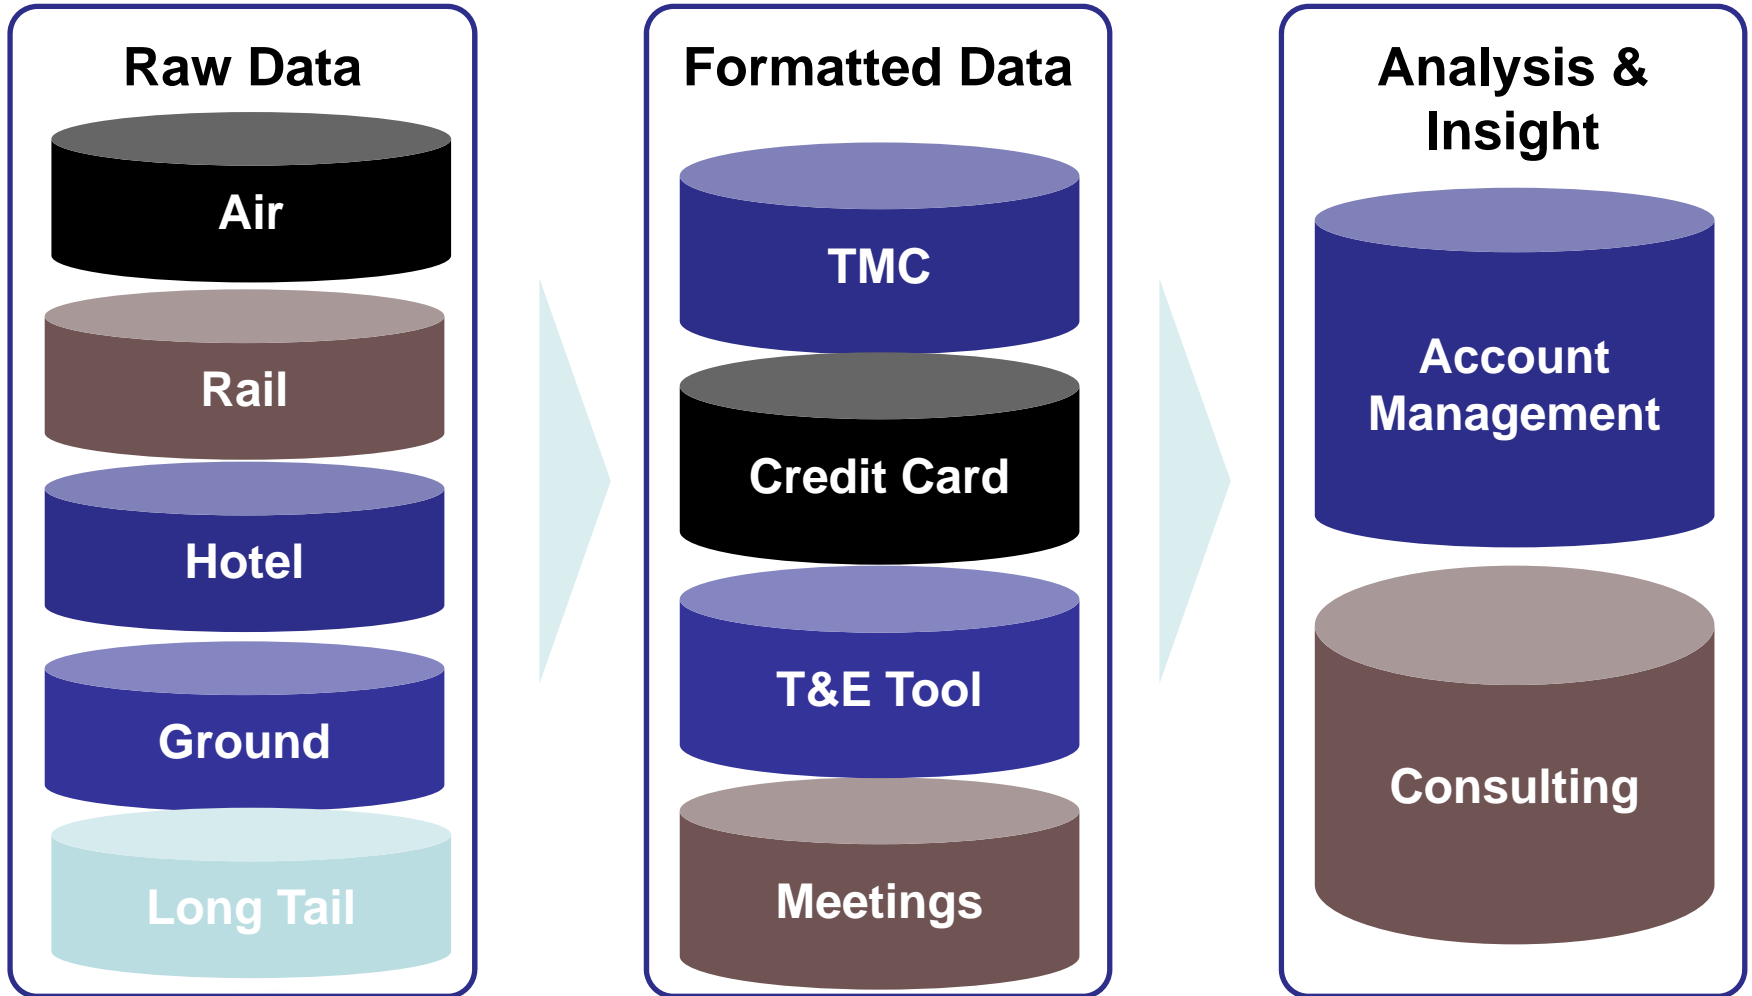 Raw Data
Air
Rail
Hotel
Ground
Long Tail
Formatted Data
TMC
Credit Card
T&E Tool
Meetings
Analysis &
Insight
Account
Management
Consulting